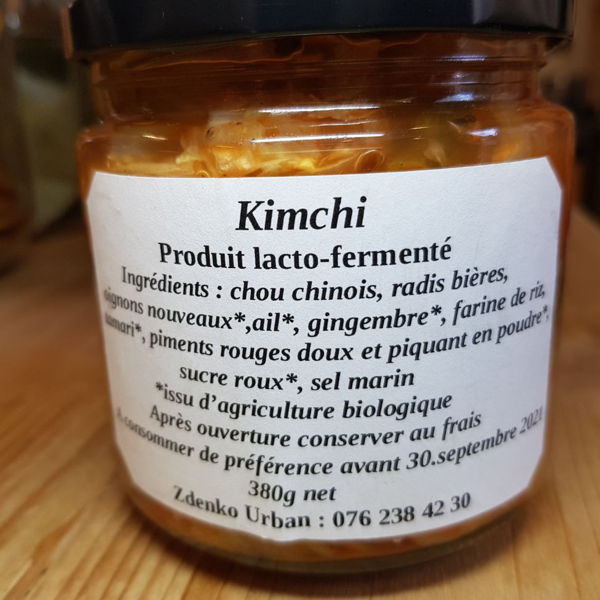 Kimchi
Produit lacto-fermenté
Ingrédients : chou chinois, radis bières,
oignons nouveaux*,ail*, gingembre*, farine de riz,
tamari*, piments rouges doux et piquant en poudre*,
sucre roux*, sel marin
*issu d'agriculture biologique
Après ouverture conserver au frais
A consommer de préférence avant 30.septembre 2021
380g net
Zdenko Urban : 076 238 42 30